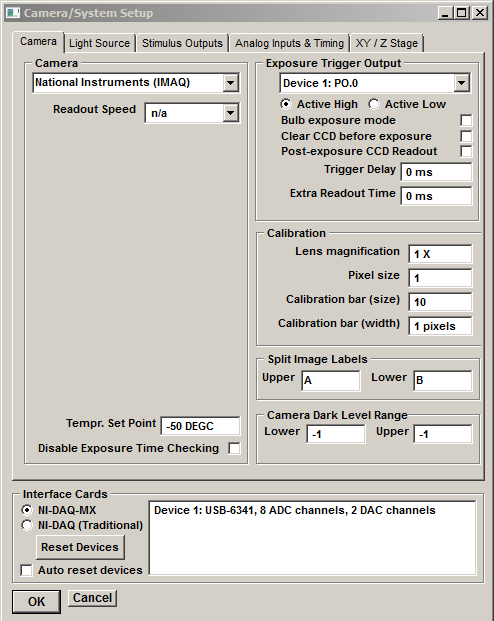 Camera/System Setup
Camera
Light Source
Stimulus Outputs
Analog Inputs & Timing
XY / Z Stage
Camera
National Instruments (IMAQ)
Readout Speed
n/a
Tempr. Set Point
-50 DEGC
Disable Exposure Time Checking
Exposure Trigger Output
Device 1: PO.0
Active High
Active Low
Bulb exposure mode
Clear CCD before exposure
Post-exposure CCD Readout
Trigger Delay
0 ms
Extra Readout Time
0 ms
Calibration
Lens magnification
1 X
Pixel size
1
Calibration bar (size)
10
Calibration bar (width)
1 pixels
Split Image Labels
Upper
A
Lower
B
Camera Dark Level Range
Lower
-1
Upper
-1
Interface Cards
NI-DAQ-MX
NI-DAQ (Traditional)
Reset Devices
Auto reset devices
Device 1: USB-6341, 8 ADC channels, 2 DAC channels
OK
Cancel